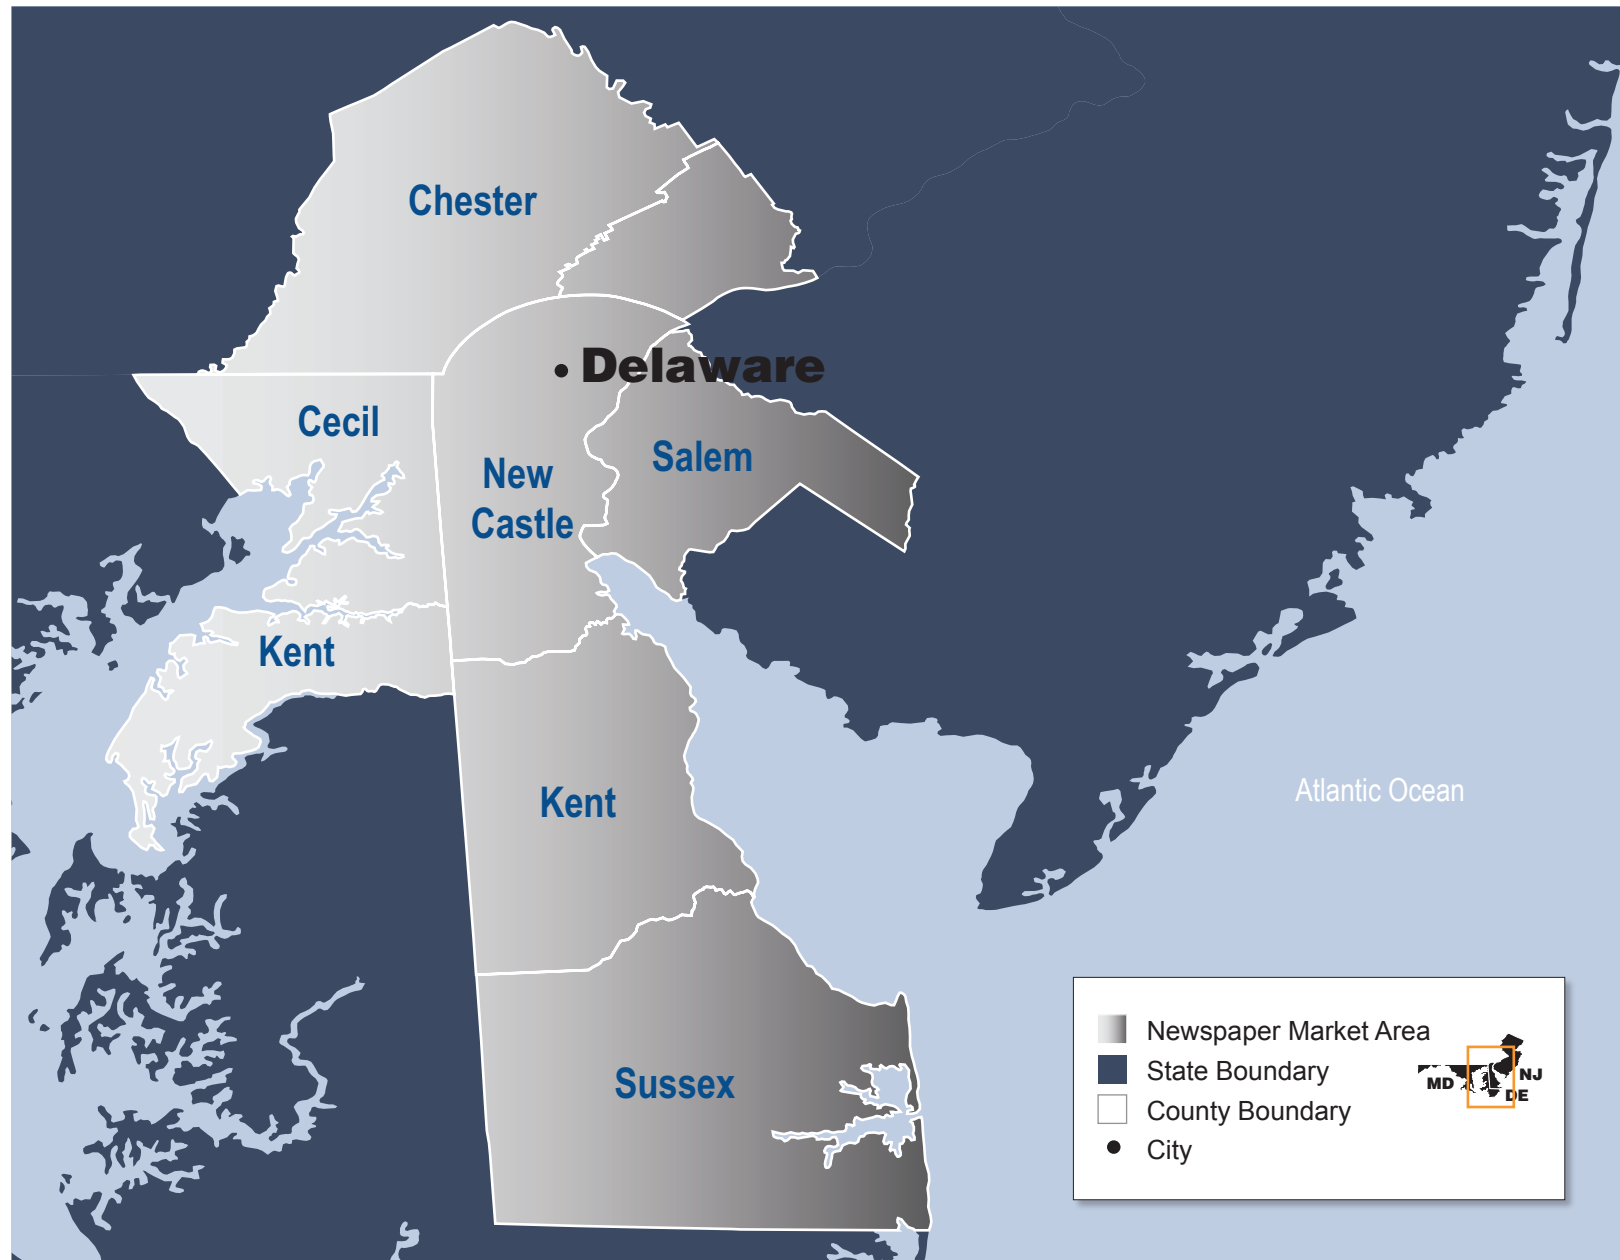 Chester
Delaware
Cecil
Salem
New
Castle
Kent
Kent
Atlantic Ocean
Sussex
Newspaper Market Area
State Boundary
County Boundary
City
MD
NJ
DE